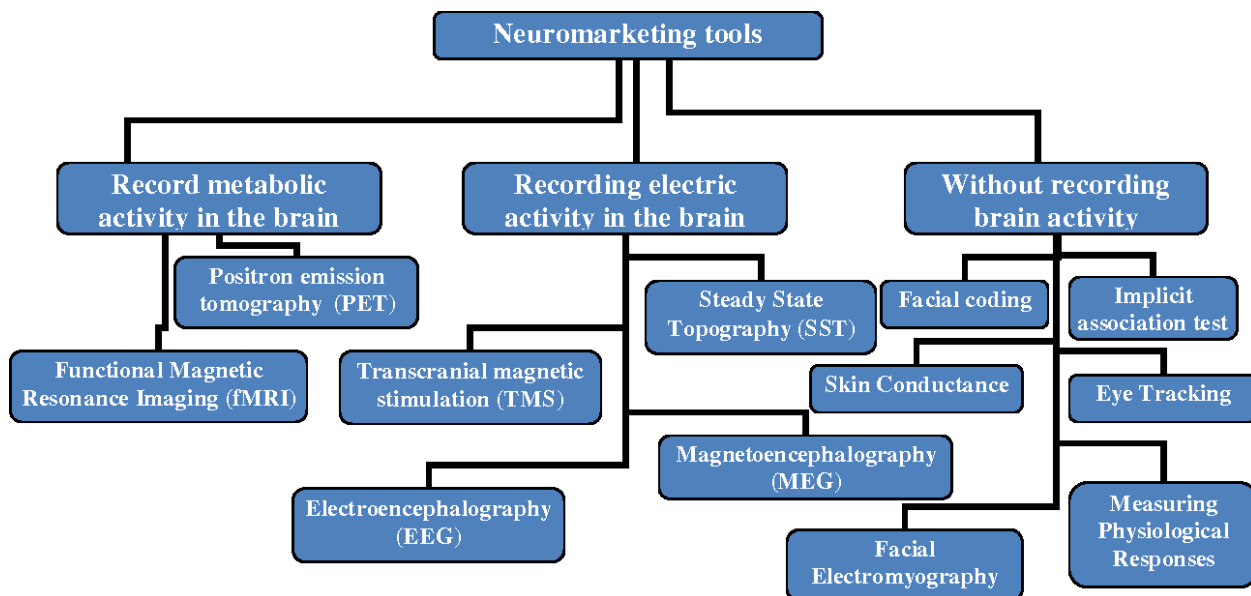 Neuromarketing tools
Record metabolic
activity in the brain
Recording electric
activity in the brain
Without recording
brain activity
Positron emission
tomography (PET)
Functional Magnetic
Resonance Imaging (fMRI)
Steady State
Topography (SST)
Transcranial magnetic
stimulation (TMS)
Magnetoencephalography
(MEG)
Electroencephalography
(EEG)
Facial coding
Implicit
association test
Skin Conductance
Eye Tracking
Measuring
Physiological
Responses
Facial
Electromyography